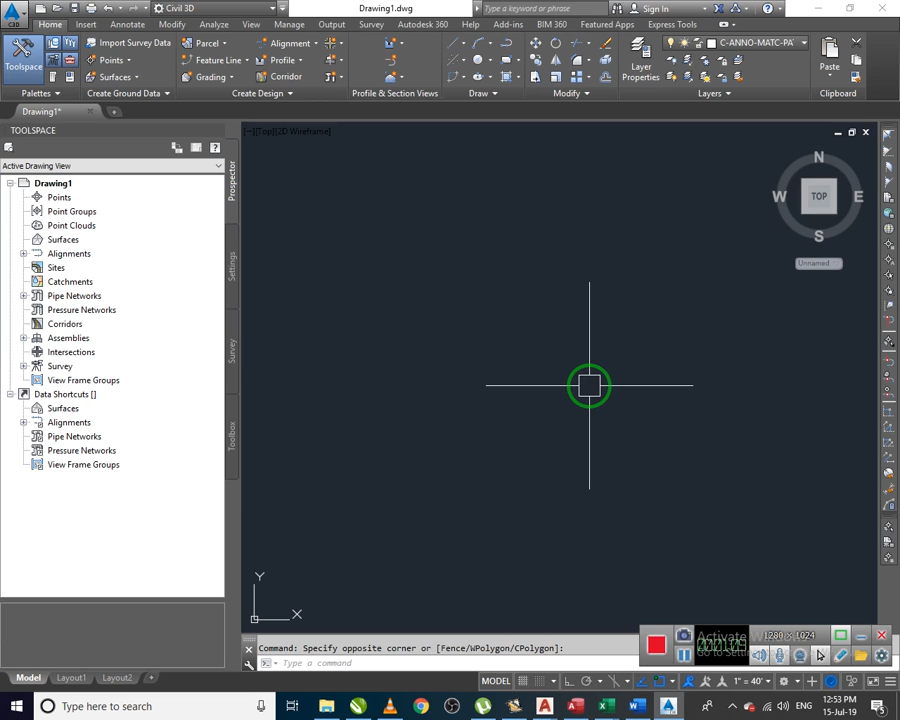 Civil 3D
Drawing1.dwg
Type a keyword or phrase
Sign In
C3D
Home Insert Annotate Modify Analyze View Manage Output Survey Autodesk 360 Help Add-ins BIM 360 Featured Apps Express Tools
Toolspace
Import Survey Data
Points
Surfaces
Parcel
Feature Line
Grading
Alignment
Profile
Corridor
Layer
Properties
C-ANNO-MATC-PA
Paste
Palettes Create Ground Data Create Design Profile & Section Views Draw Modify Layers Clipboard
Drawing1*
TOOLSPACE
Active Drawing View
Drawing1
Points
Point Groups
Point Clouds
Surfaces
Alignments
Sites
Catchments
Pipe Networks
Pressure Networks
Corridors
Assemblies
Intersections
Survey
View Frame Groups
Data Shortcuts []
Surfaces
Alignments
Pipe Networks
Pressure Networks
View Frame Groups
Prospector
Settings
Survey
Toolbox
[−][Top][2D Wireframe]
N
W TOP E
S
Unnamed
Y
X
Command: Specify opposite corner or [Fence/WPolygon/CPolygon]:
Type a command
1280 × 1024
Model Layout1 Layout2
MODEL
1" = 40'
Type here to search
12:53 PM
15-Jul-19
5